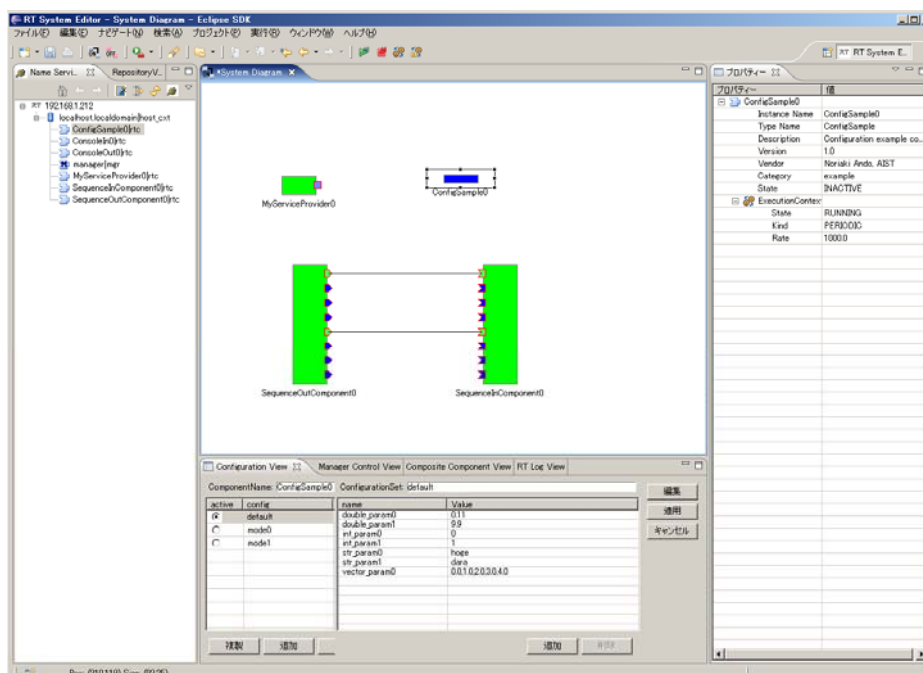 RT System Editor - System Diagram - Eclipse SDK
ファイル(F) 編集(E) ナビゲート(N) 検索(A) プロジェクト(P) 実行(R) ウィンドウ(W) ヘルプ(H)
RT System E...
Name Servi...
RepositoryV...
192.168.1.212
localhost.localdomain|host_cxt
ConfigSample0|rtc
ConsoleIn0|rtc
ConsoleOut0|rtc
manager|mgr
MyServiceProvider0|rtc
SequenceInComponent0|rtc
SequenceOutComponent0|rtc
*System Diagram
MyServiceProvider0
ConfigSample0
SequenceOutComponent0
SequenceInComponent0
プロパティー
プロパティー 値
ConfigSample0
Instance Name ConfigSample0
Type Name ConfigSample
Description Configuration example co...
Version 1.0
Vendor Noriaki Ando, AIST
Category example
State INACTIVE
ExecutionContex
State RUNNING
Kind PERIODIC
Rate 1000.0
Configuration View Manager Control View Composite Component View RT Log View
ComponentName: ConfigSample0 ConfigurationSet: default
active config
default
mode0
mode1
name Value
double_param0 0.11
double_param1 9.9
int_param0 0
int_param1 1
str_param0 hoge
str_param1 dara
vector_param0 0.0,1.0,2.0,3.0,4.0
編集
適用
キャンセル
複製 追加
追加 削除